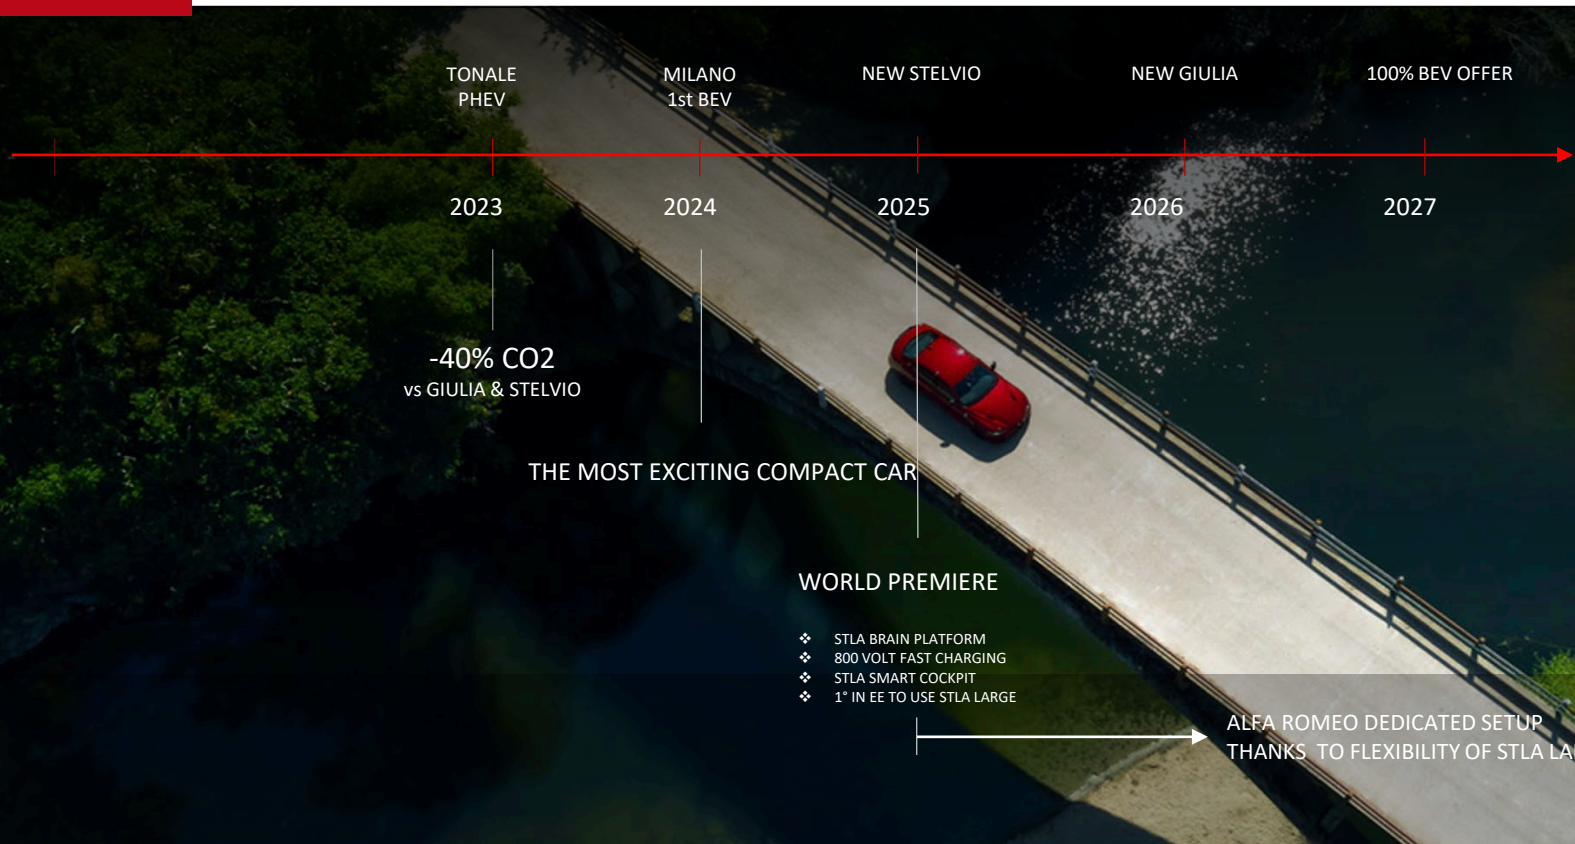 TONALE
PHEV
MILANO
1st BEV
NEW STELVIO
NEW GIULIA
100% BEV OFFER
2023
2024
2025
2026
2027
-40% CO2
vs GIULIA & STELVIO
THE MOST EXCITING COMPACT CAR
WORLD PREMIERE
❖ STLA BRAIN PLATFORM
❖ 800 VOLT FAST CHARGING
❖ STLA SMART COCKPIT
❖ 1° IN EE TO USE STLA LARGE
ALFA ROMEO DEDICATED SETUP
THANKS TO FLEXIBILITY OF STLA